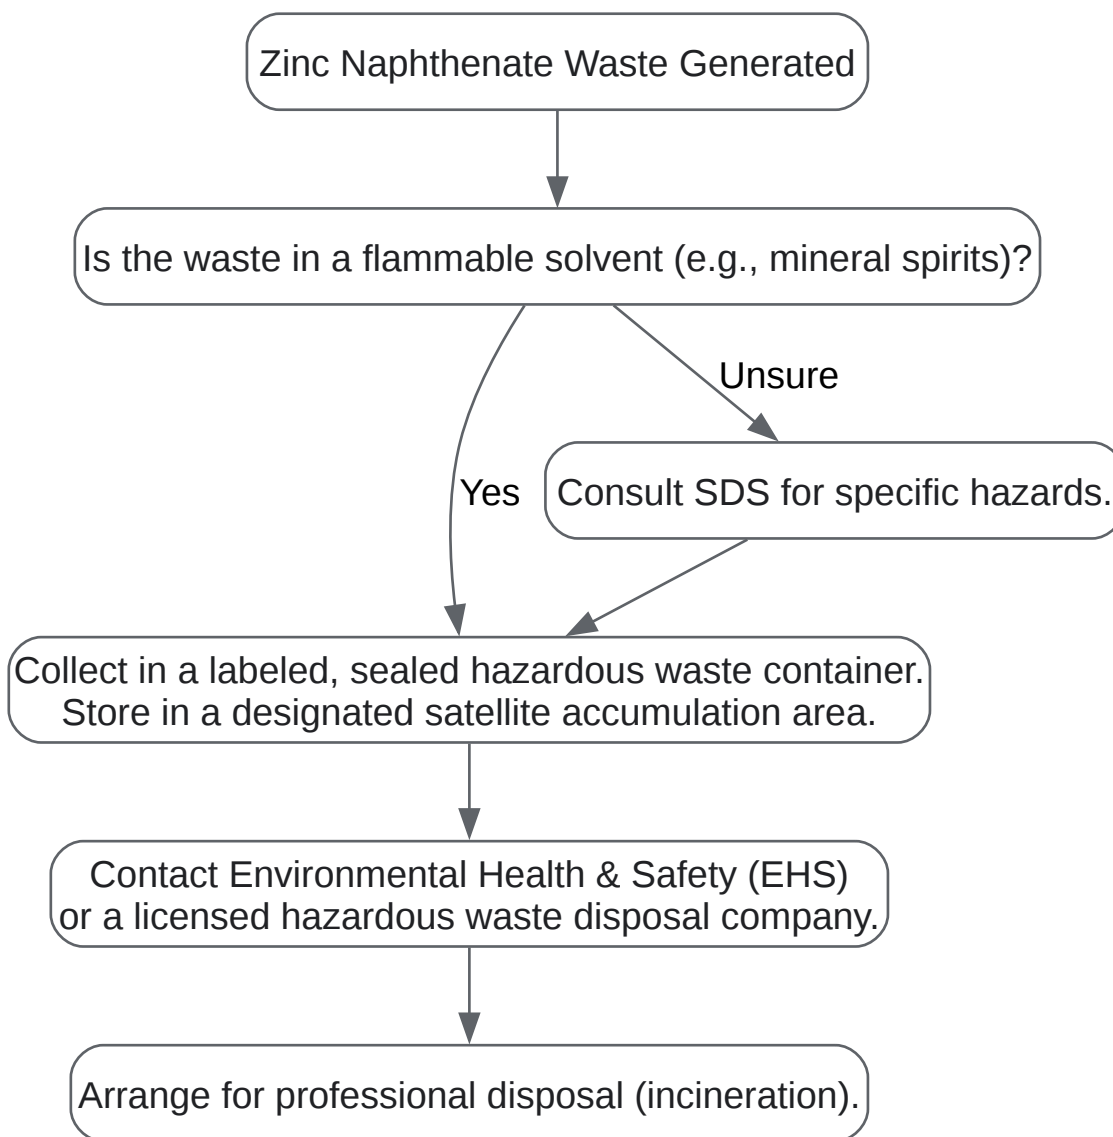 Zinc Naphthenate Waste Generated
Is the waste in a flammable solvent (e.g., mineral spirits)?
Unsure
Yes
Consult SDS for specific hazards.
Collect in a labeled, sealed hazardous waste container.
Store in a designated satellite accumulation area.
Contact Environmental Health & Safety (EHS)
or a licensed hazardous waste disposal company.
Arrange for professional disposal (incineration).